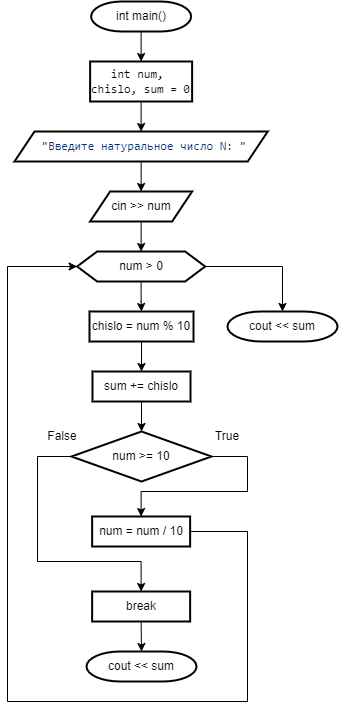 int main()
int num,
chislo, sum = 0
"Введите натуральное число N: "
cin >> num
num > 0
chislo = num % 10
cout << sum
sum += chislo
False
True
num >= 10
num = num / 10
break
cout << sum